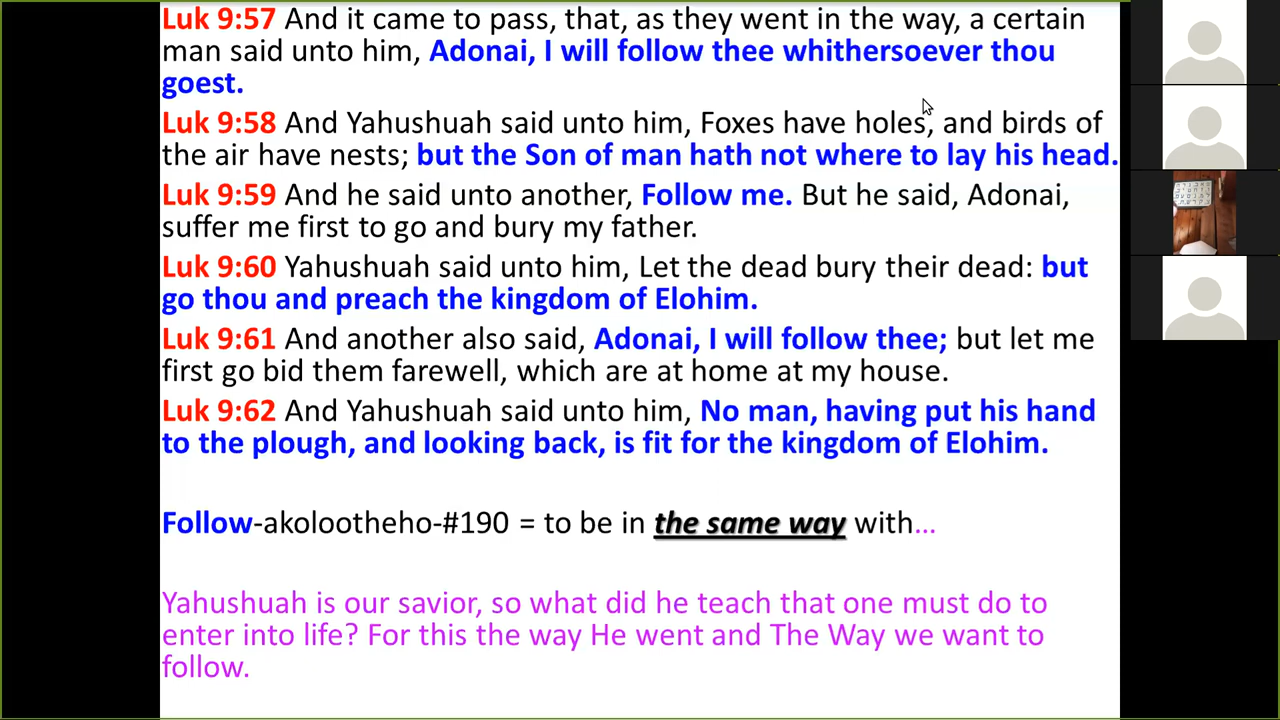 Luk 9:57 And it came to pass, that, as they went in the way, a certain
man said unto him, Adonai, I will follow thee whithersoever thou
goest.
Luk 9:58 And Yahushuah said unto him, Foxes have holes, and birds of
the air have nests; but the Son of man hath not where to lay his head.
Luk 9:59 And he said unto another, Follow me. But he said, Adonai,
suffer me first to go and bury my father.
Luk 9:60 Yahushuah said unto him, Let the dead bury their dead: but
go thou and preach the kingdom of Elohim.
Luk 9:61 And another also said, Adonai, I will follow thee; but let me
first go bid them farewell, which are at home at my house.
Luk 9:62 And Yahushuah said unto him, No man, having put his hand
to the plough, and looking back, is fit for the kingdom of Elohim.
Follow-akolootheho-#190 = to be in the same way with...
Yahushuah is our savior, so what did he teach that one must do to
enter into life? For this the way He went and The Way we want to
follow.